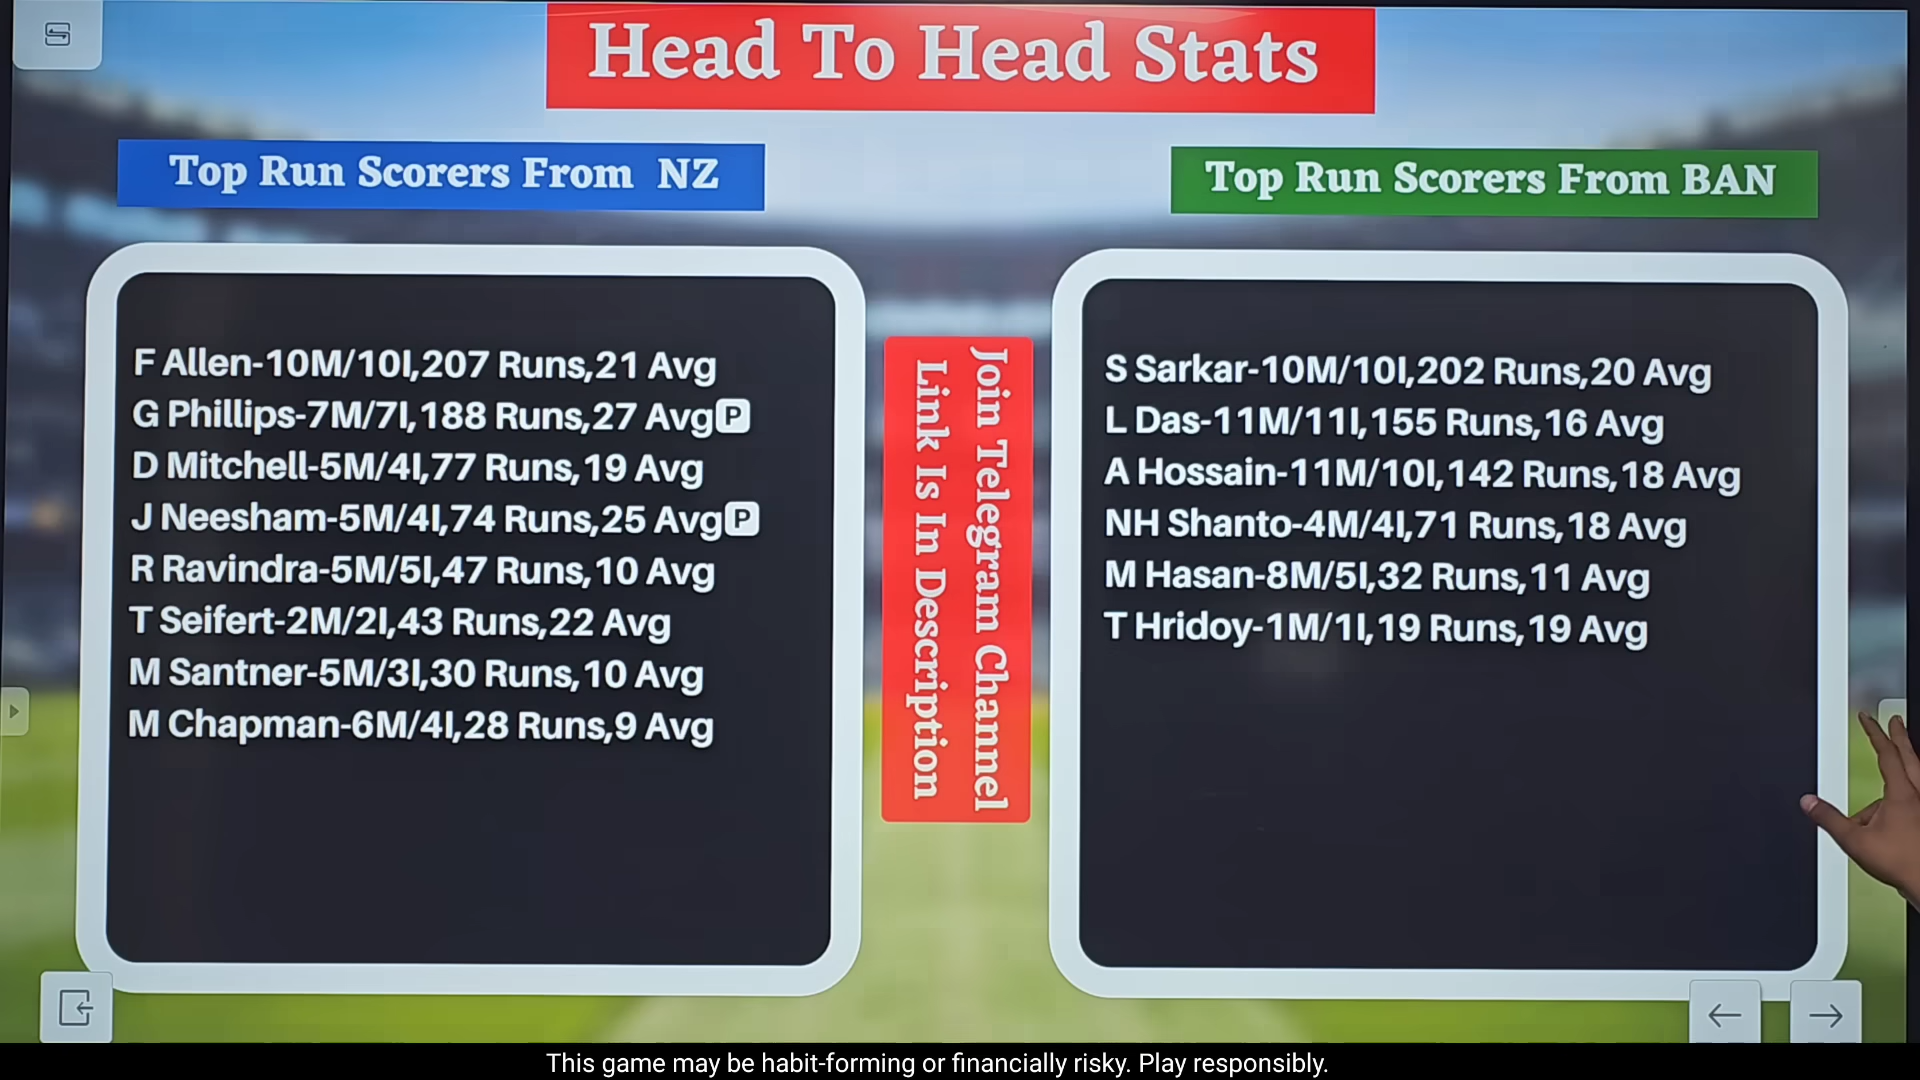 Head To Head Stats
Top Run Scorers From NZ
F Allen-10M/10I,207 Runs,21 Avg
G Phillips-7M/7I,188 Runs,27 Avg🅿
D Mitchell-5M/4I,77 Runs,19 Avg
J Neesham-5M/4I,74 Runs,25 Avg🅿
R Ravindra-5M/5I,47 Runs,10 Avg
T Seifert-2M/2I,43 Runs,22 Avg
M Santner-5M/3I,30 Runs,10 Avg
M Chapman-6M/4I,28 Runs,9 Avg
Join Telegram Channel
Link Is In Description
Top Run Scorers From BAN
S Sarkar-10M/10I,202 Runs,20 Avg
L Das-11M/11I,155 Runs,16 Avg
A Hossain-11M/10I,142 Runs,18 Avg
NH Shanto-4M/4I,71 Runs,18 Avg
M Hasan-8M/5I,32 Runs,11 Avg
T Hridoy-1M/1I,19 Runs,19 Avg
This game may be habit-forming or financially risky. Play responsibly.